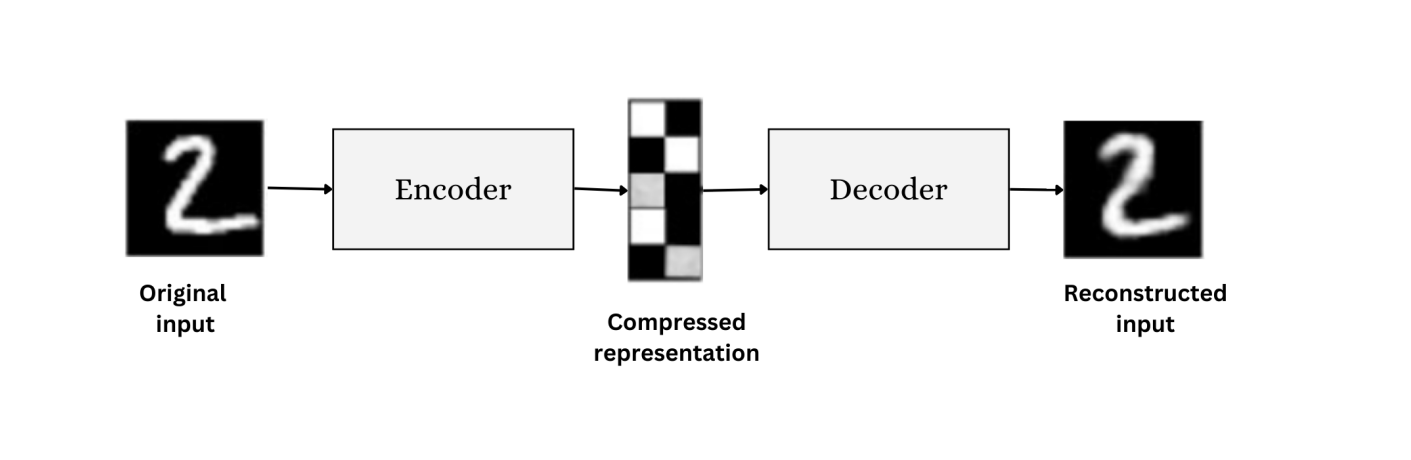 Encoder
Decoder
Original
input
Compressed
representation
Reconstructed
input